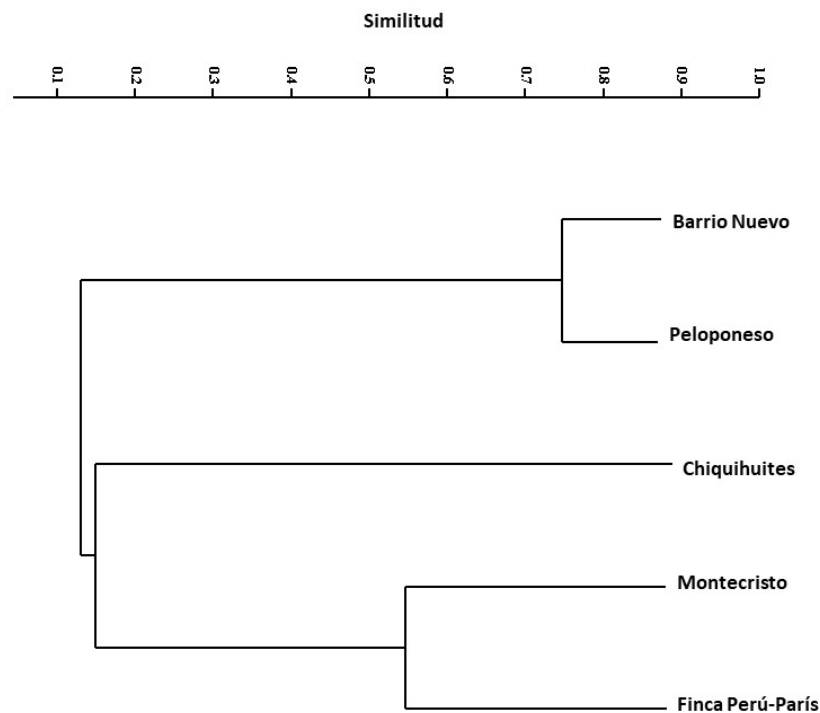 Similitud
0.1 0.2 0.3 0.4 0.5 0.6 0.7 0.8 0.9 1.0
Barrio Nuevo
Peloponeso
Chiquihuites
Montecristo
Finca Perú-París